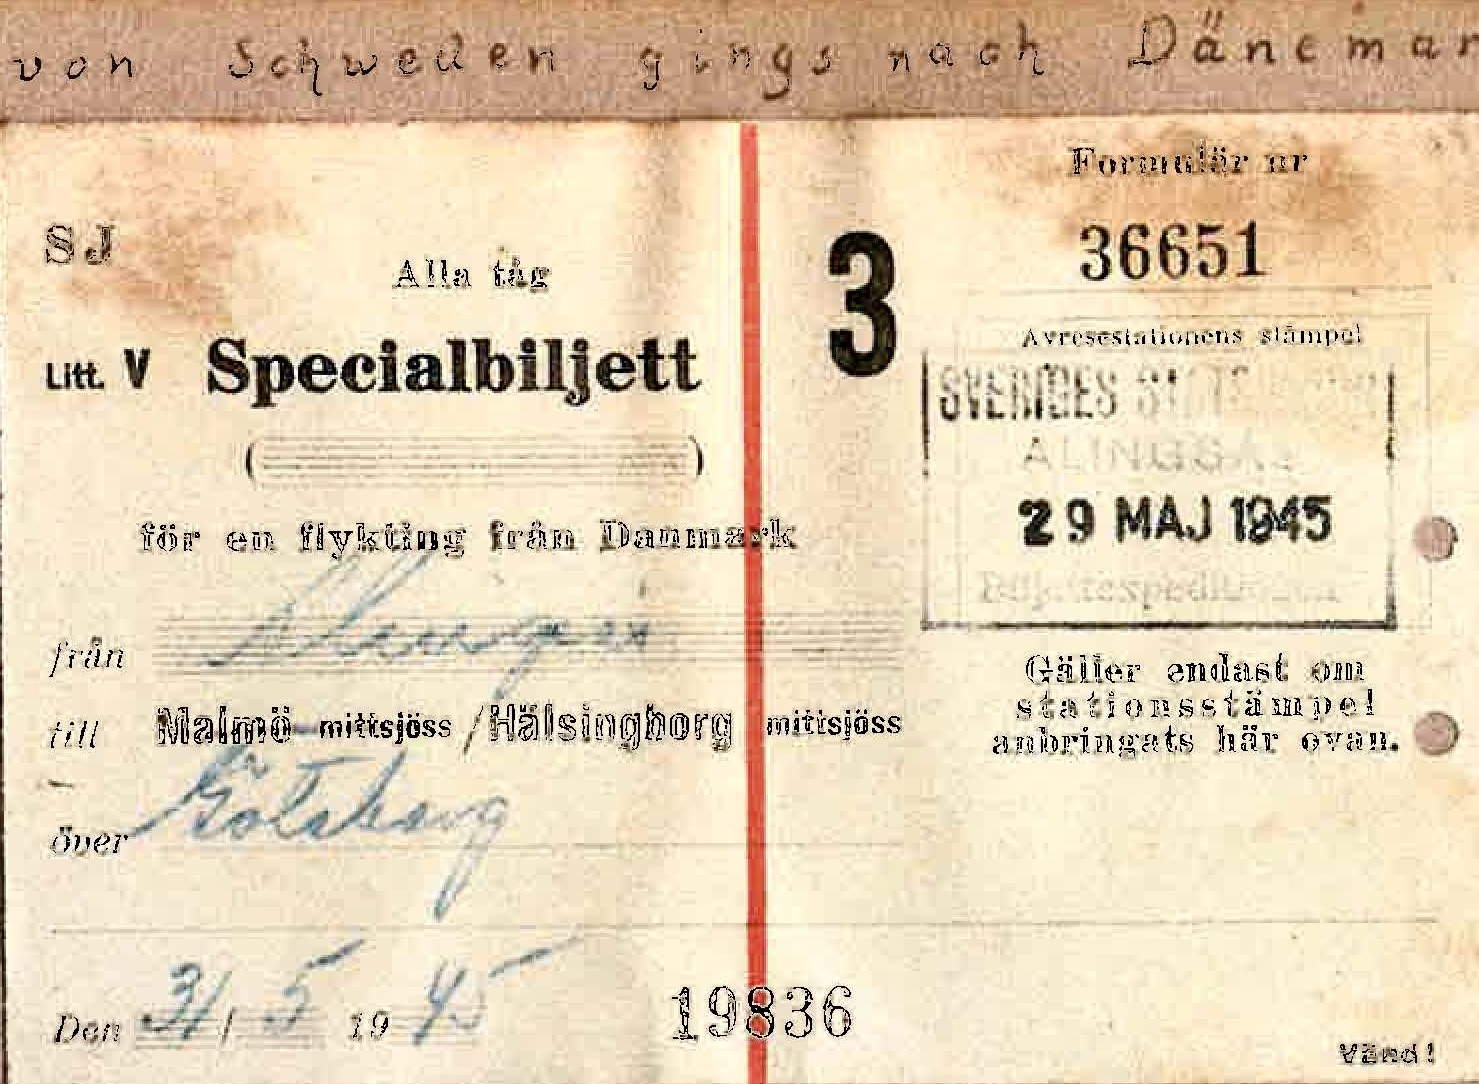 von Schweden gings nach Dänemar
Formulär nr
36651
SJ
Alla tåg
3
Litt. V Specialbiljett
Avresestationens stämpel
SVERIGES
ALINGSÅS
29 MAJ 1945
Biljettexpeditionen
för en flykting från Danmark
från
till Malmö mittsjöss / Hälsingborg mittsjöss
över Göteborg
Gäller endast om
stationsstämpel
anbringats här ovan.
Den 31/5 1945
19836
Vänd!